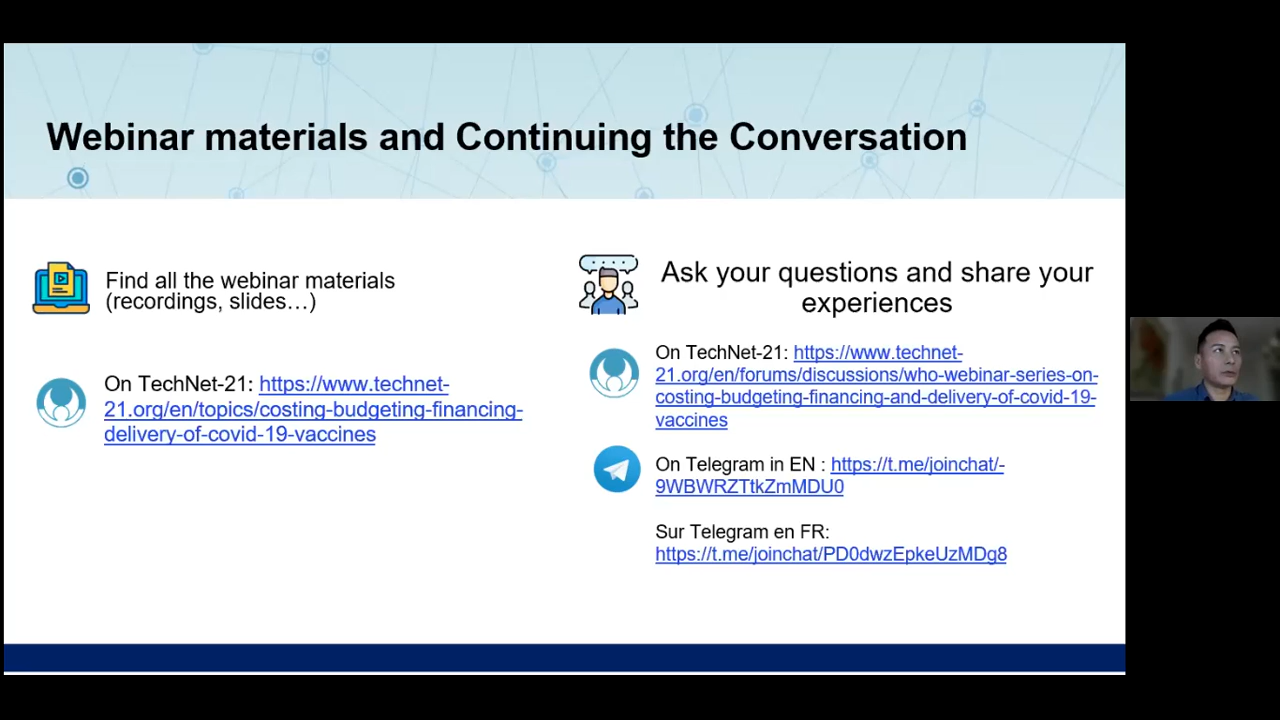 Webinar materials and Continuing the Conversation
Find all the webinar materials
(recordings, slides…)
On TechNet-21: https://www.technet-
21.org/en/topics/costing-budgeting-financing-
delivery-of-covid-19-vaccines
Ask your questions and share your
experiences
On TechNet-21: https://www.technet-
21.org/en/forums/discussions/who-webinar-series-on-
costing-budgeting-financing-and-delivery-of-covid-19-
vaccines
On Telegram in EN : https://t.me/joinchat/-
9WBWRZTtkZmMDU0
Sur Telegram en FR:
https://t.me/joinchat/PD0dwzEpkeUzMDg8